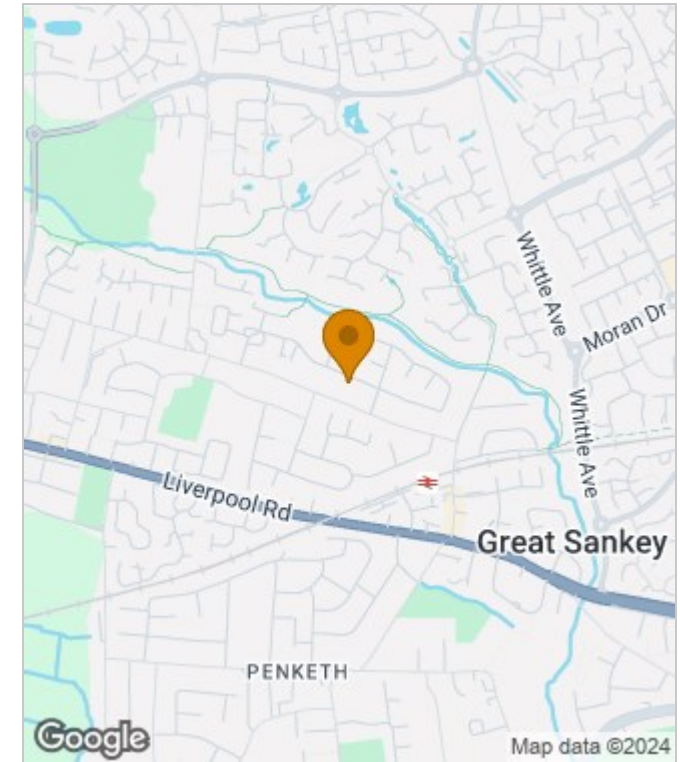 Whittle Ave
Moran Dr
Whittle Ave
Liverpool Rd
Great Sankey
PENKETH
Google
Map data ©2024